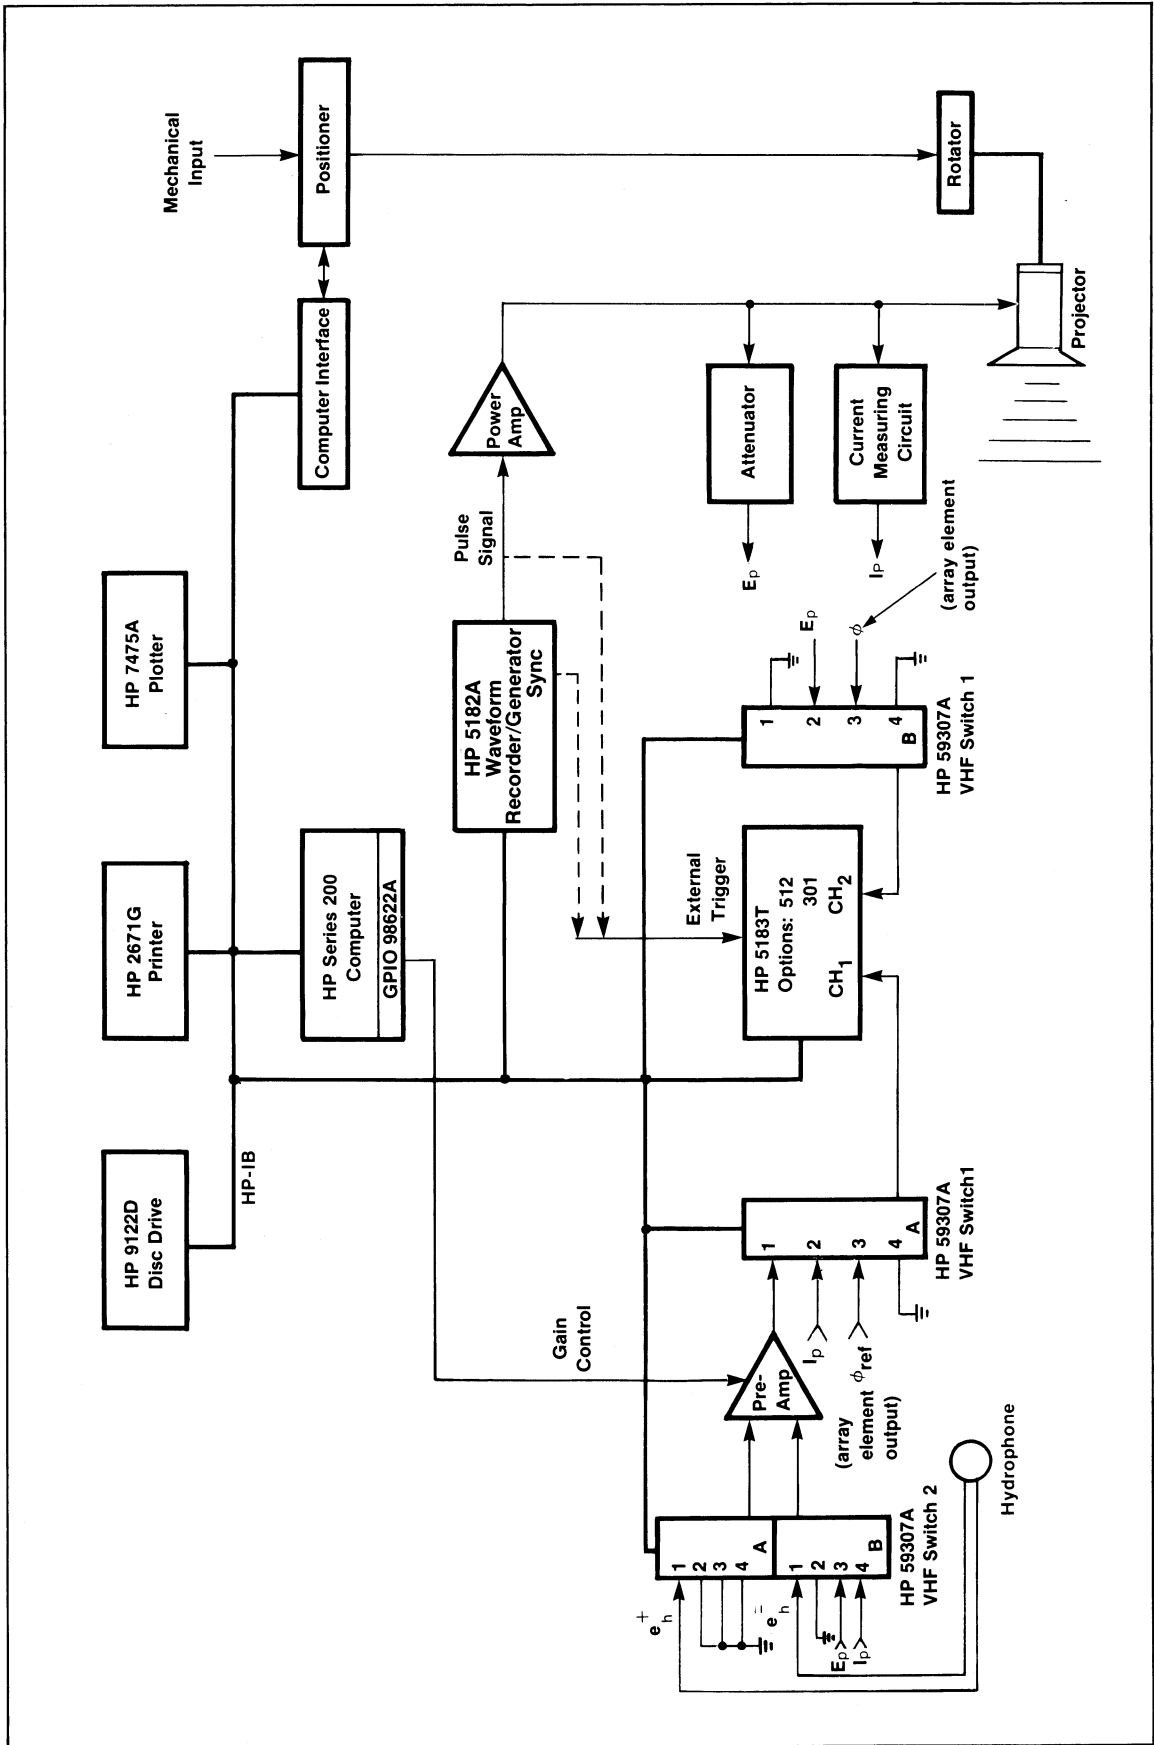 HP 9122D
Disc Drive
HP 2671G
Printer
HP 7475A
Plotter
Mechanical
Input
HP-IB
HP Series 200
Computer
GPIO 98622A
Computer Interface
Positioner
Gain
Control
HP 5182A
Waveform
Recorder/Generator
Sync
Pulse
Signal
Power
Amp
External
Trigger
e+h
1
2
3
4
A
e-h
1
2
3
4
B
Ep
Ip
HP 59307A
VHF Switch 2
Pre-
Amp
Ip
(array
element ϕref
output)
1
2
3
4
A
HP 59307A
VHF Switch1
HP 5183T
Options: 512
301
CH1
CH2
1
2
3
4
B
HP 59307A
VHF Switch 1
Ep
ϕ
(array element
output)
Attenuator
Ep
Current
Measuring
Circuit
IP
Rotator
Projector
Hydrophone